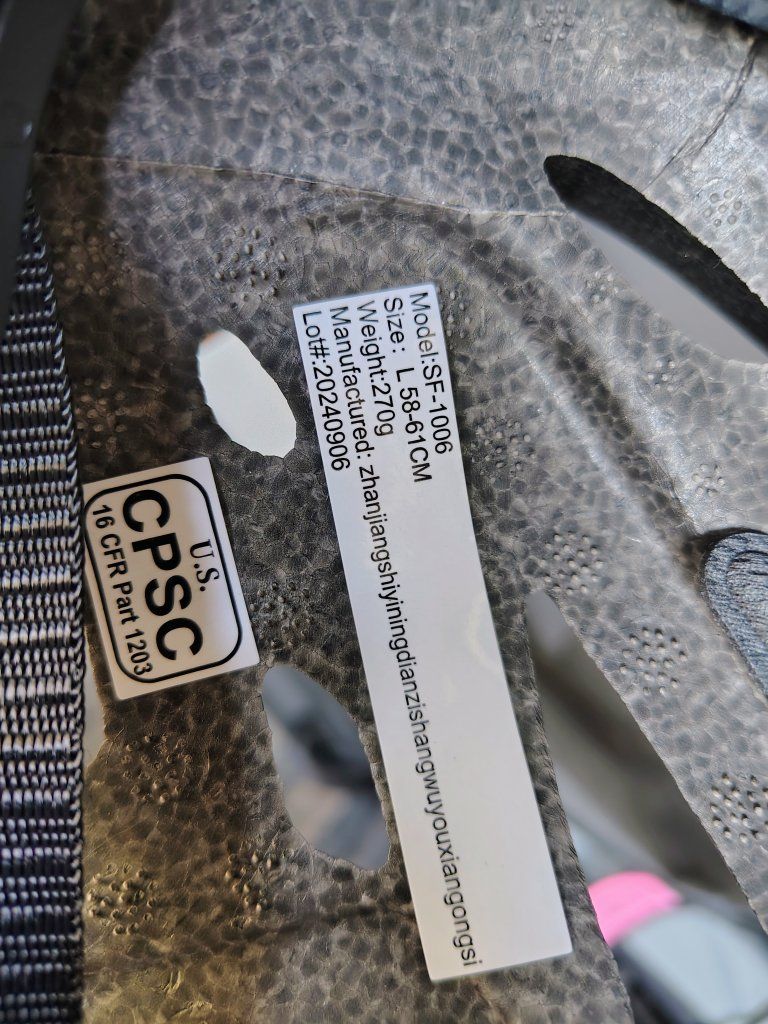 Model:SF-1006
Size: L 58-61CM
Weight:270g
Manufactured: zhanjiangshiyiningdianzishangwuyouxiangongsi
Lot#:20240906
U.S.
CPSC
16 CFR Part 1203